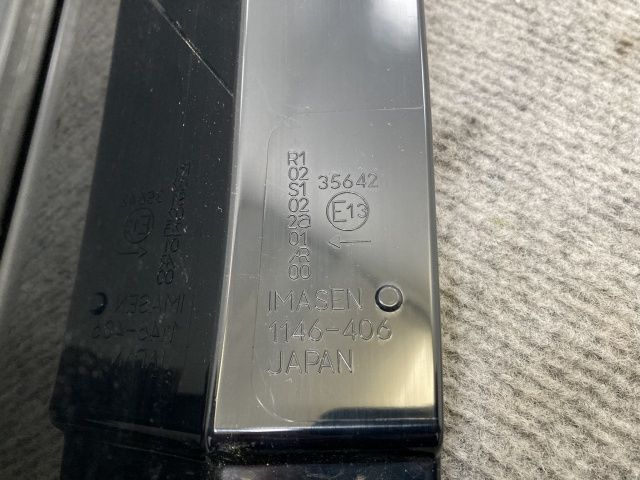 R1
02
S1
02
2a
01
AR
00
35642
E13
←
IMASEN
1146-406
JAPAN